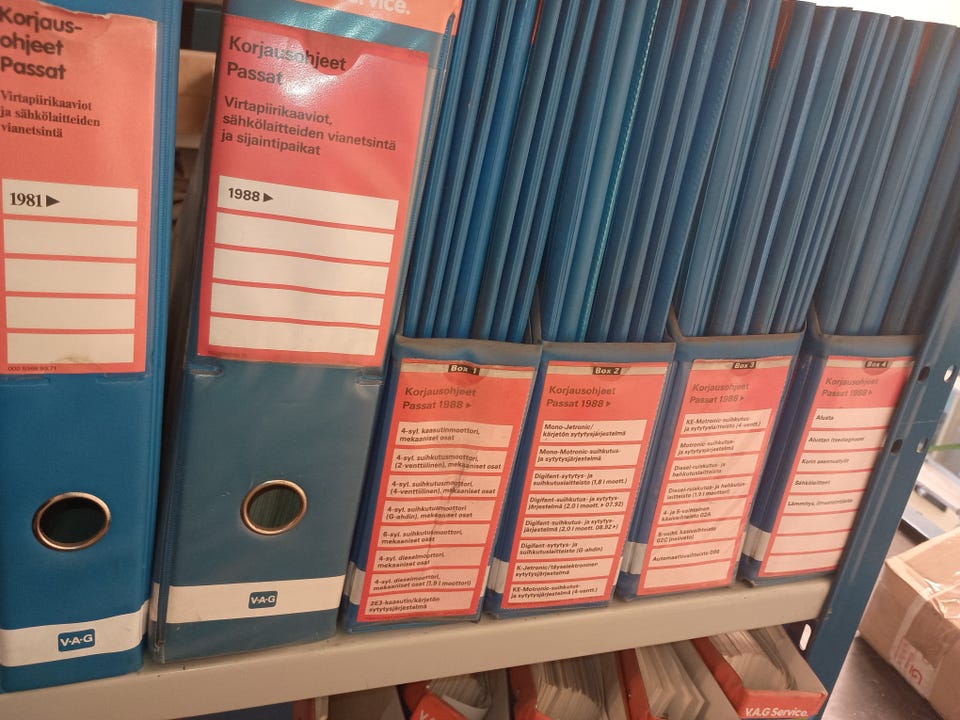 Korjaus-
ohjeet
Passat
Virtapiirikaaviot
ja sähkölaitteiden
vianetsintä
1981 ▶
V·A·G
Service.
Korjausohjeet
Passat
Virtapiirikaaviot,
sähkölaitteiden vianetsintä
ja sijaintipaikat
1988 ▶
V·A·G
Box 1
Korjausohjeet
Passat 1988 ▶
4-syl. kaasutinmoottori,
mekaaniset osat
4-syl. suihkutusmoottori,
(2-venttiilinen), mekaaniset osat
4-syl. suihkutusmoottori,
(4-venttiilinen), mekaaniset osat
4-syl. suihkutusmoottori
(G-ahdin), mekaaniset osat
6-syl. suihkutusmoottori,
mekaaniset osat
4-syl. dieselmoottori,
mekaaniset osat
4-syl. dieselmoottori,
mekaaniset osat (1,9 l moottori)
2E3-kaasutin/kärjetön
sytytysjärjestelmä
Box 2
Korjausohjeet
Passat 1988 ▶
Mono-Jetronic/
kärjetön sytytysjärjestelmä
Mono-Motronic-suihkutus-
ja sytytysjärjestelmä
Digifant-sytytys- ja
suihkutuslaitteisto (1,8 l moott.)
Digifant-suihkutus- ja sytytys-
järjestelmä (2,0 l moott. ▶ 07.92)
Digifant-suihkutus- ja sytytys-
järjestelmä (2,0 l moott. 08.92 ▶)
Digifant-sytytys- ja
suihkutuslaitteisto (G-ahdin)
K-Jetronic/täyselektroninen
sytytysjärjestelmä
KE-Motronic-suihkutus-
ja sytytysjärjestelmä (4-vent.)
Box 3
Korjausohjeet
Passat 1988 ▶
KE-Motronic-suihkutus-
ja sytytyslaitteisto (4-ventt.)
Motronic-suihkutus-
ja sytytysjärjestelmä
Diesel-ruiskutus- ja
hehkutuslaitteisto
Diesel-ruiskutus- ja hehkutus-
laitteisto (1,9 l moottori)
4- ja 5-vaihteinen
käsivaihteisto 02A
5-vaiht. käsivaihteisto
02C (neliveto)
Automaattivaihteisto 096
Box 4
Korjausohjeet
Passat 1988 ▶
Alusta
Alustan mediagnoosi
Korin asennustyöt
Sähkölaitteet
Lämmitys, ilmastointilaite
V.A.G Service.